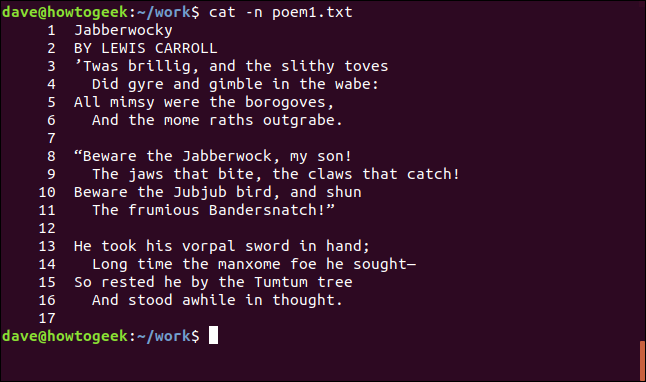 dave@howtogeek:~/work$ cat -n poem1.txt
     1  Jabberwocky
     2  BY LEWIS CARROLL
     3  ’Twas brillig, and the slithy toves
     4    Did gyre and gimble in the wabe:
     5  All mimsy were the borogoves,
     6    And the mome raths outgrabe.
     7
     8  “Beware the Jabberwock, my son!
     9    The jaws that bite, the claws that catch!
    10  Beware the Jubjub bird, and shun
    11    The frumious Bandersnatch!”
    12
    13  He took his vorpal sword in hand;
    14    Long time the manxome foe he sought—
    15  So rested he by the Tumtum tree
    16    And stood awhile in thought.
    17
dave@howtogeek:~/work$